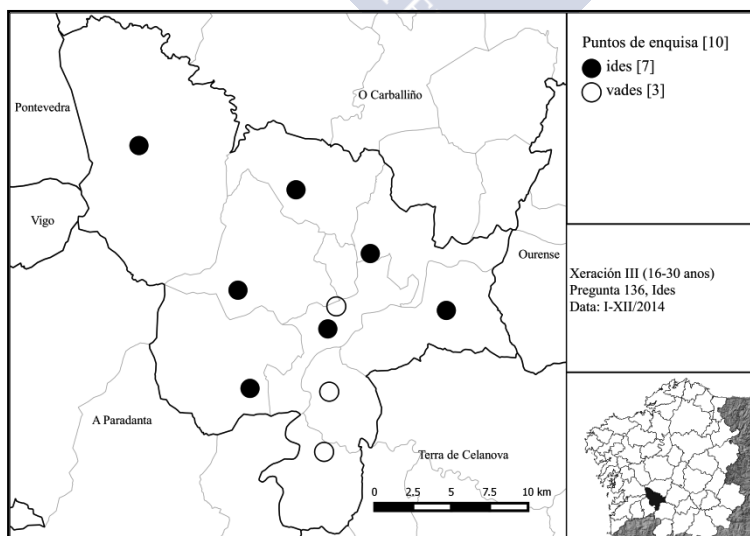 Pontevedra
O Carballiño
Vigo
Ourense
A Paradanta
Terra de Celanova
0 2,5 5 7,5 10 km
Puntos de enquisa [10]
ides [7]
vades [3]
Xeración III (16-30 anos)
Pregunta 136, Ides
Data: I-XII/2014